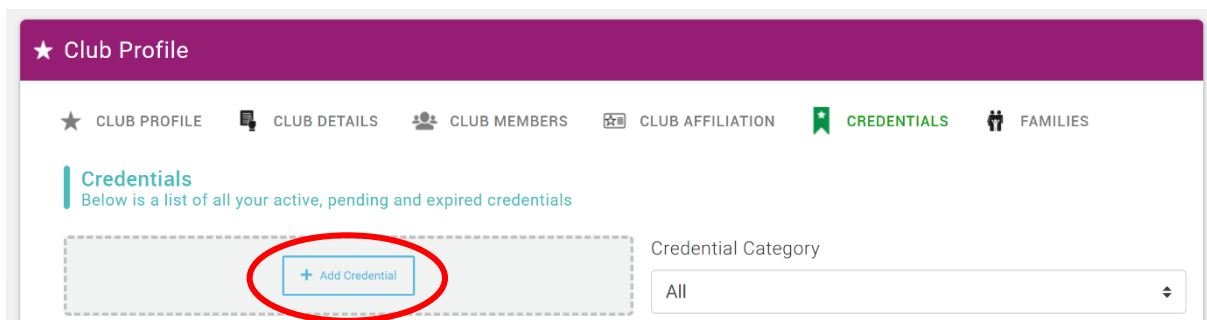 Club Profile
CLUB PROFILE CLUB DETAILS CLUB MEMBERS CLUB AFFILIATION CREDENTIALS FAMILIES
Credentials
Below is a list of all your active, pending and expired credentials
Credential Category
+ Add Credential
All